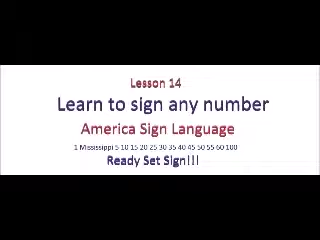 Lesson 14
Learn to sign any number
America Sign Language
1 Mississippi 5 10 15 20 25 30 35 40 45 50 55 60 100
Ready Set Sign!!!